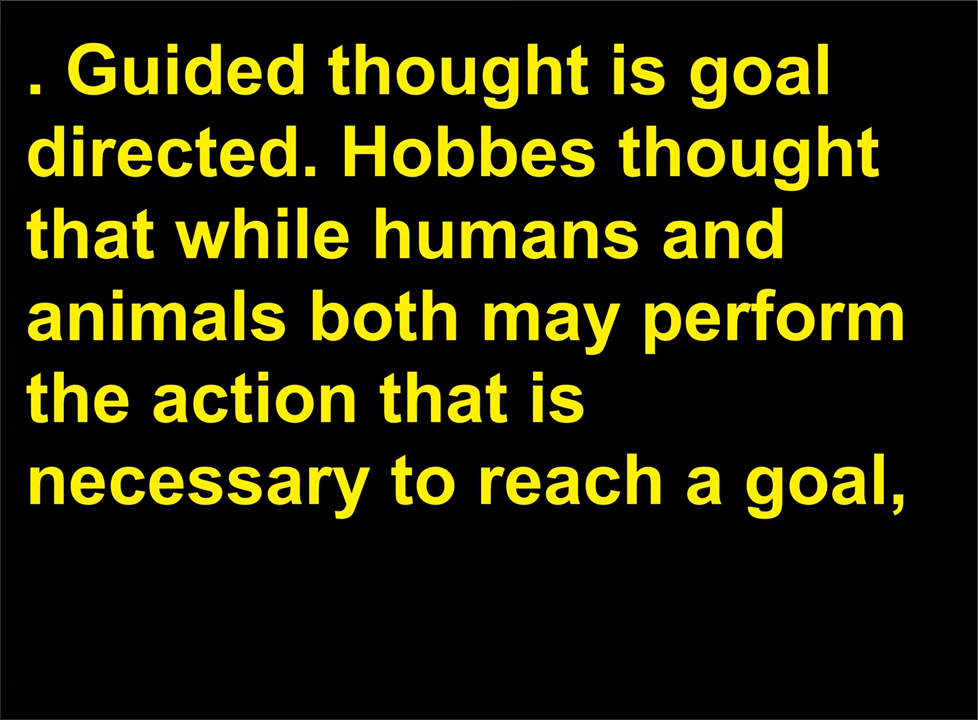 . Guided thought is goal
directed. Hobbes thought
that while humans and
animals both may perform
the action that is
necessary to reach a goal,